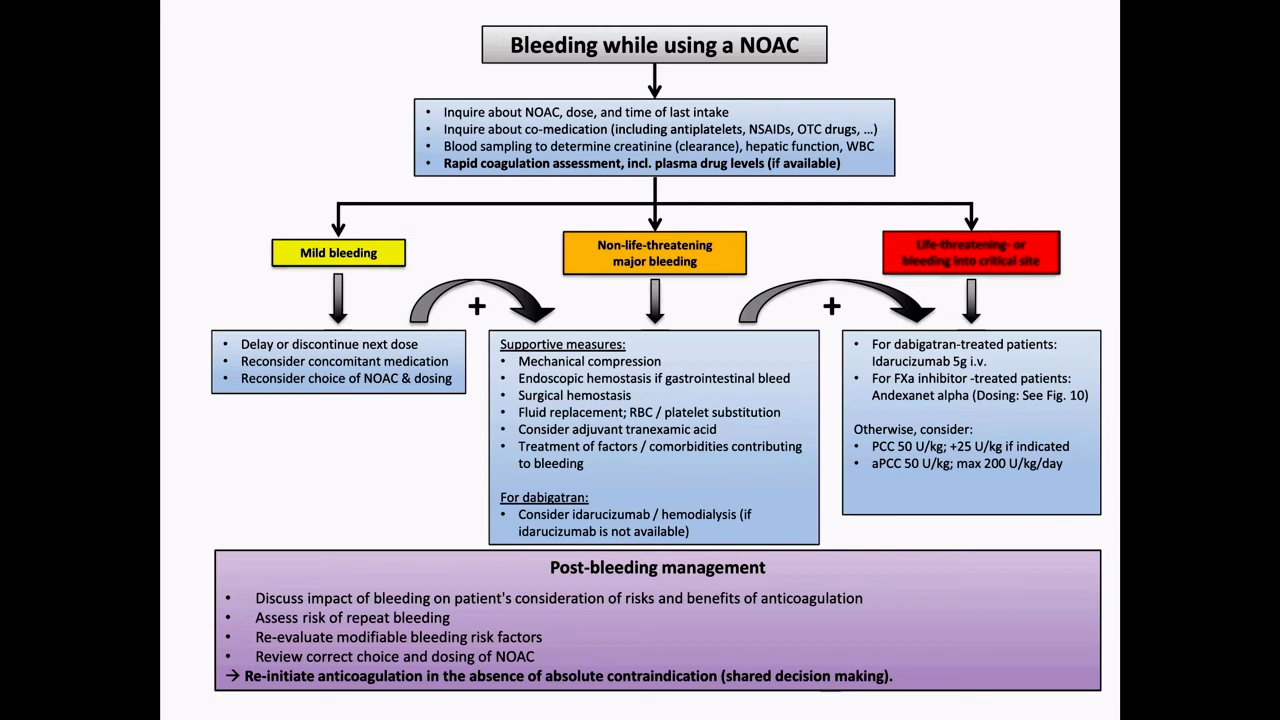 Bleeding while using a NOAC
• Inquire about NOAC, dose, and time of last intake
• Inquire about co-medication (including antiplatelets, NSAIDs, OTC drugs, ...)
• Blood sampling to determine creatinine (clearance), hepatic function, WBC
• Rapid coagulation assessment, incl. plasma drug levels (if available)
Mild bleeding
Non-life-threatening
major bleeding
Life-threatening- or
bleeding into critical site
+
+
• Delay or discontinue next dose
• Reconsider concomitant medication
• Reconsider choice of NOAC & dosing
Supportive measures:
• Mechanical compression
• Endoscopic hemostasis if gastrointestinal bleed
• Surgical hemostasis
• Fluid replacement; RBC / platelet substitution
• Consider adjuvant tranexamic acid
• Treatment of factors / comorbidities contributing
to bleeding
For dabigatran:
• Consider idarucizumab / hemodialysis (if
idarucizumab is not available)
• For dabigatran-treated patients:
Idarucizumab 5g i.v.
• For FXa inhibitor -treated patients:
Andexanet alpha (Dosing: See Fig. 10)
Otherwise, consider:
• PCC 50 U/kg; +25 U/kg if indicated
• aPCC 50 U/kg; max 200 U/kg/day
Post-bleeding management
• Discuss impact of bleeding on patient's consideration of risks and benefits of anticoagulation
• Assess risk of repeat bleeding
• Re-evaluate modifiable bleeding risk factors
• Review correct choice and dosing of NOAC
→ Re-initiate anticoagulation in the absence of absolute contraindication (shared decision making).